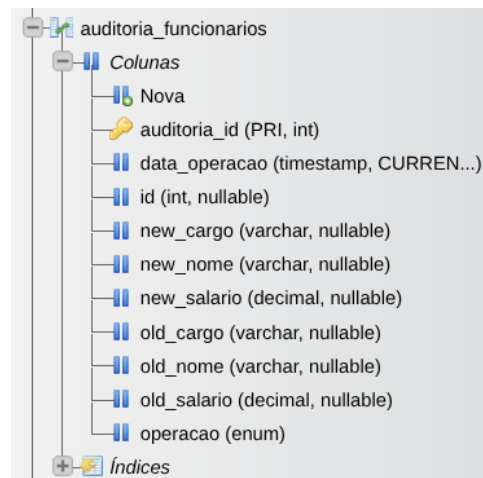 auditoria_funcionarios
Colunas
Nova
auditoria_id (PRI, int)
data_operacao (timestamp, CURREN...)
id (int, nullable)
new_cargo (varchar, nullable)
new_nome (varchar, nullable)
new_salario (decimal, nullable)
old_cargo (varchar, nullable)
old_nome (varchar, nullable)
old_salario (decimal, nullable)
operacao (enum)
Índices